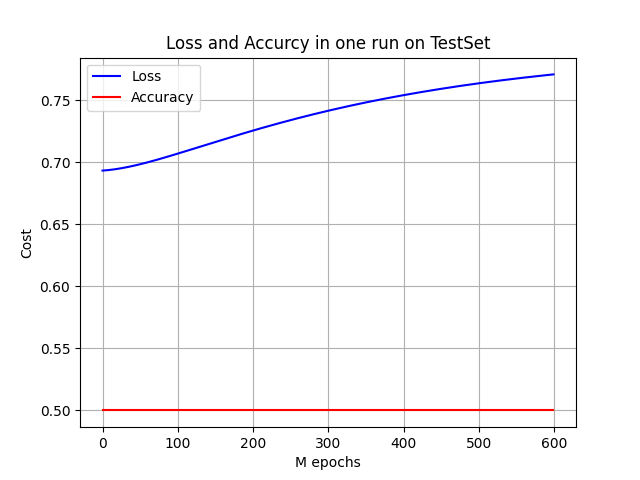 Loss and Accurcy in one run on TestSet
Loss
Accuracy
0.75
0.70
0.65
0.60
0.55
0.50
Cost
0 100 200 300 400 500 600
M epochs